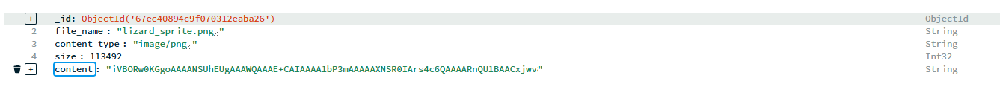 _id: ObjectId('67ec40894c9f070312eaba26') ObjectId
2 file_name : "lizard_sprite.png" String
3 content_type : "image/png" String
4 size : 113492 Int32
content : "iVBORw0KGgoAAAANSUhEUgAAAWQAAAE+CAIAAAA1bP3mAAAAAXNSR0IArs4c6QAAAARnQU1BAACxjwv" String